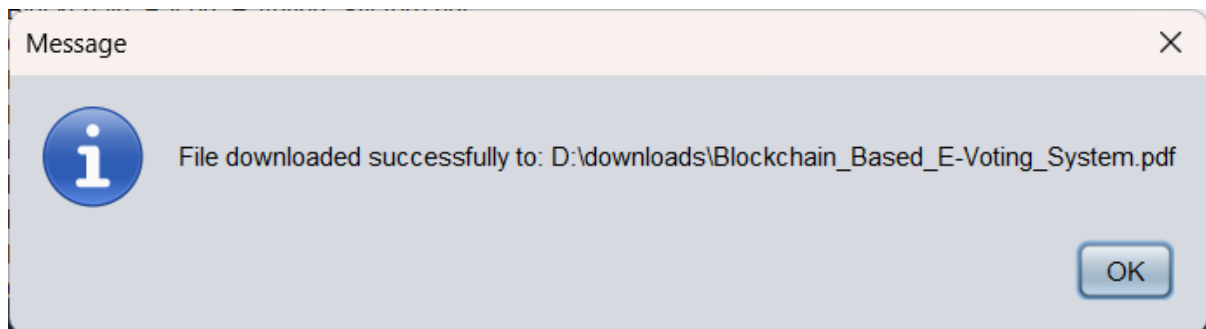 Message
File downloaded successfully to: D:\downloads\Blockchain_Based_E-Voting_System.pdf
OK